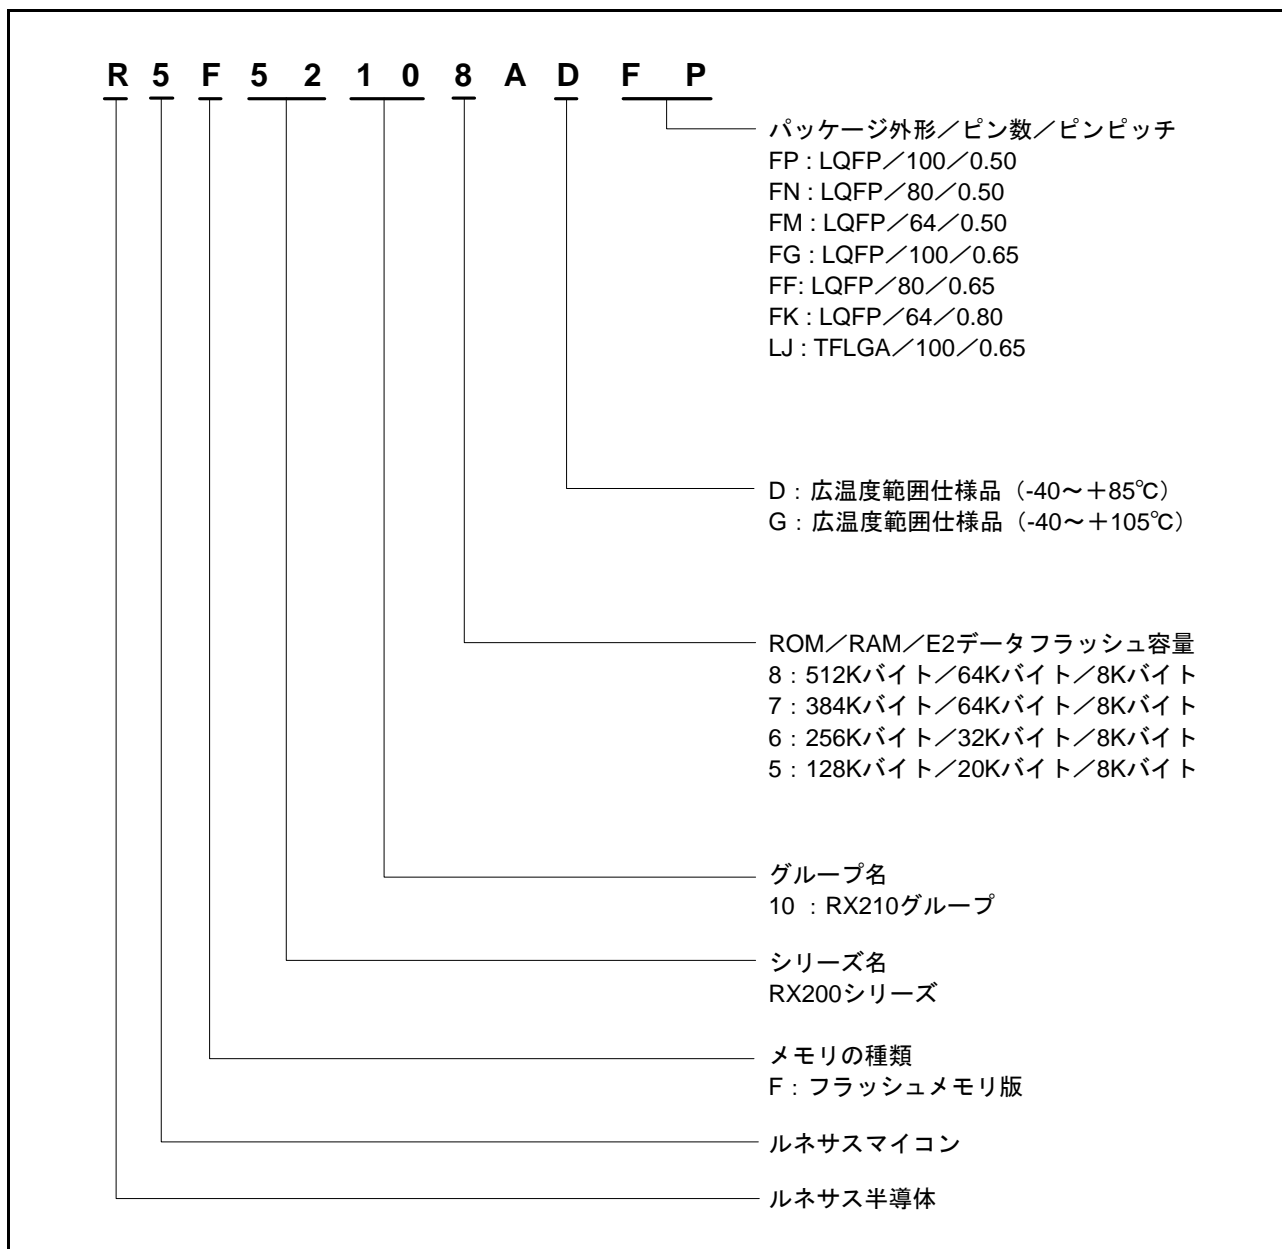 R 5 F 5 2 1 0 8 A D F P
パッケージ外形／ピン数／ピンピッチ
FP : LQFP／100／0.50
FN : LQFP／80／0.50
FM : LQFP／64／0.50
FG : LQFP／100／0.65
FF: LQFP／80／0.65
FK : LQFP／64／0.80
LJ : TFLGA／100／0.65
D : 広温度範囲仕様品（-40～＋85℃）
G : 広温度範囲仕様品（-40～＋105℃）
ROM／RAM／E2データフラッシュ容量
8 : 512Kバイト／64Kバイト／8Kバイト
7 : 384Kバイト／64Kバイト／8Kバイト
6 : 256Kバイト／32Kバイト／8Kバイト
5 : 128Kバイト／20Kバイト／8Kバイト
グループ名
10 : RX210グループ
シリーズ名
RX200シリーズ
メモリの種類
F : フラッシュメモリ版
ルネサスマイコン
ルネサス半導体